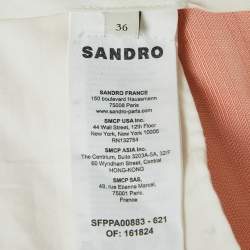 36
SANDRO
SANDRO FRANCE
150 boulevard Haussmann
75008 Paris
www.sandro-paris.com
SMCP USA Inc.
44 Wall Street, 12th Floor
New York, New York 10005
RN132784
SMCP ASIA Inc.
The Centrium, Suite 3203A-5A, 32/F
60 Wyndham Street, Central
HONG-KONG
SMCP SAS,
49, rue Etienne Marcel,
75001 Paris.
France
SFPPA00883 - 621
OF: 161824